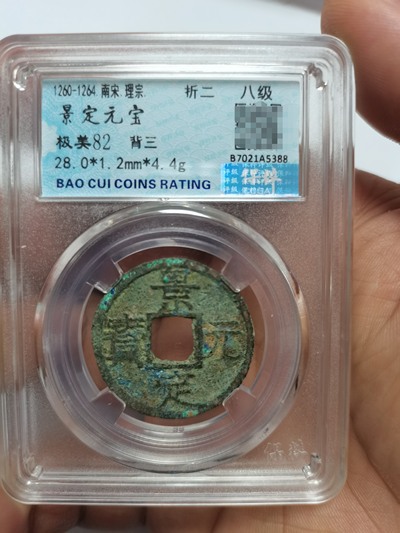 1260-1264 南宋.理宗. 折二 八级
景定元宝
极美82 背三
28.0*1.2mm*4.4g
B7021A5388
BAO CUI COINS RATING
景
寶 元
定